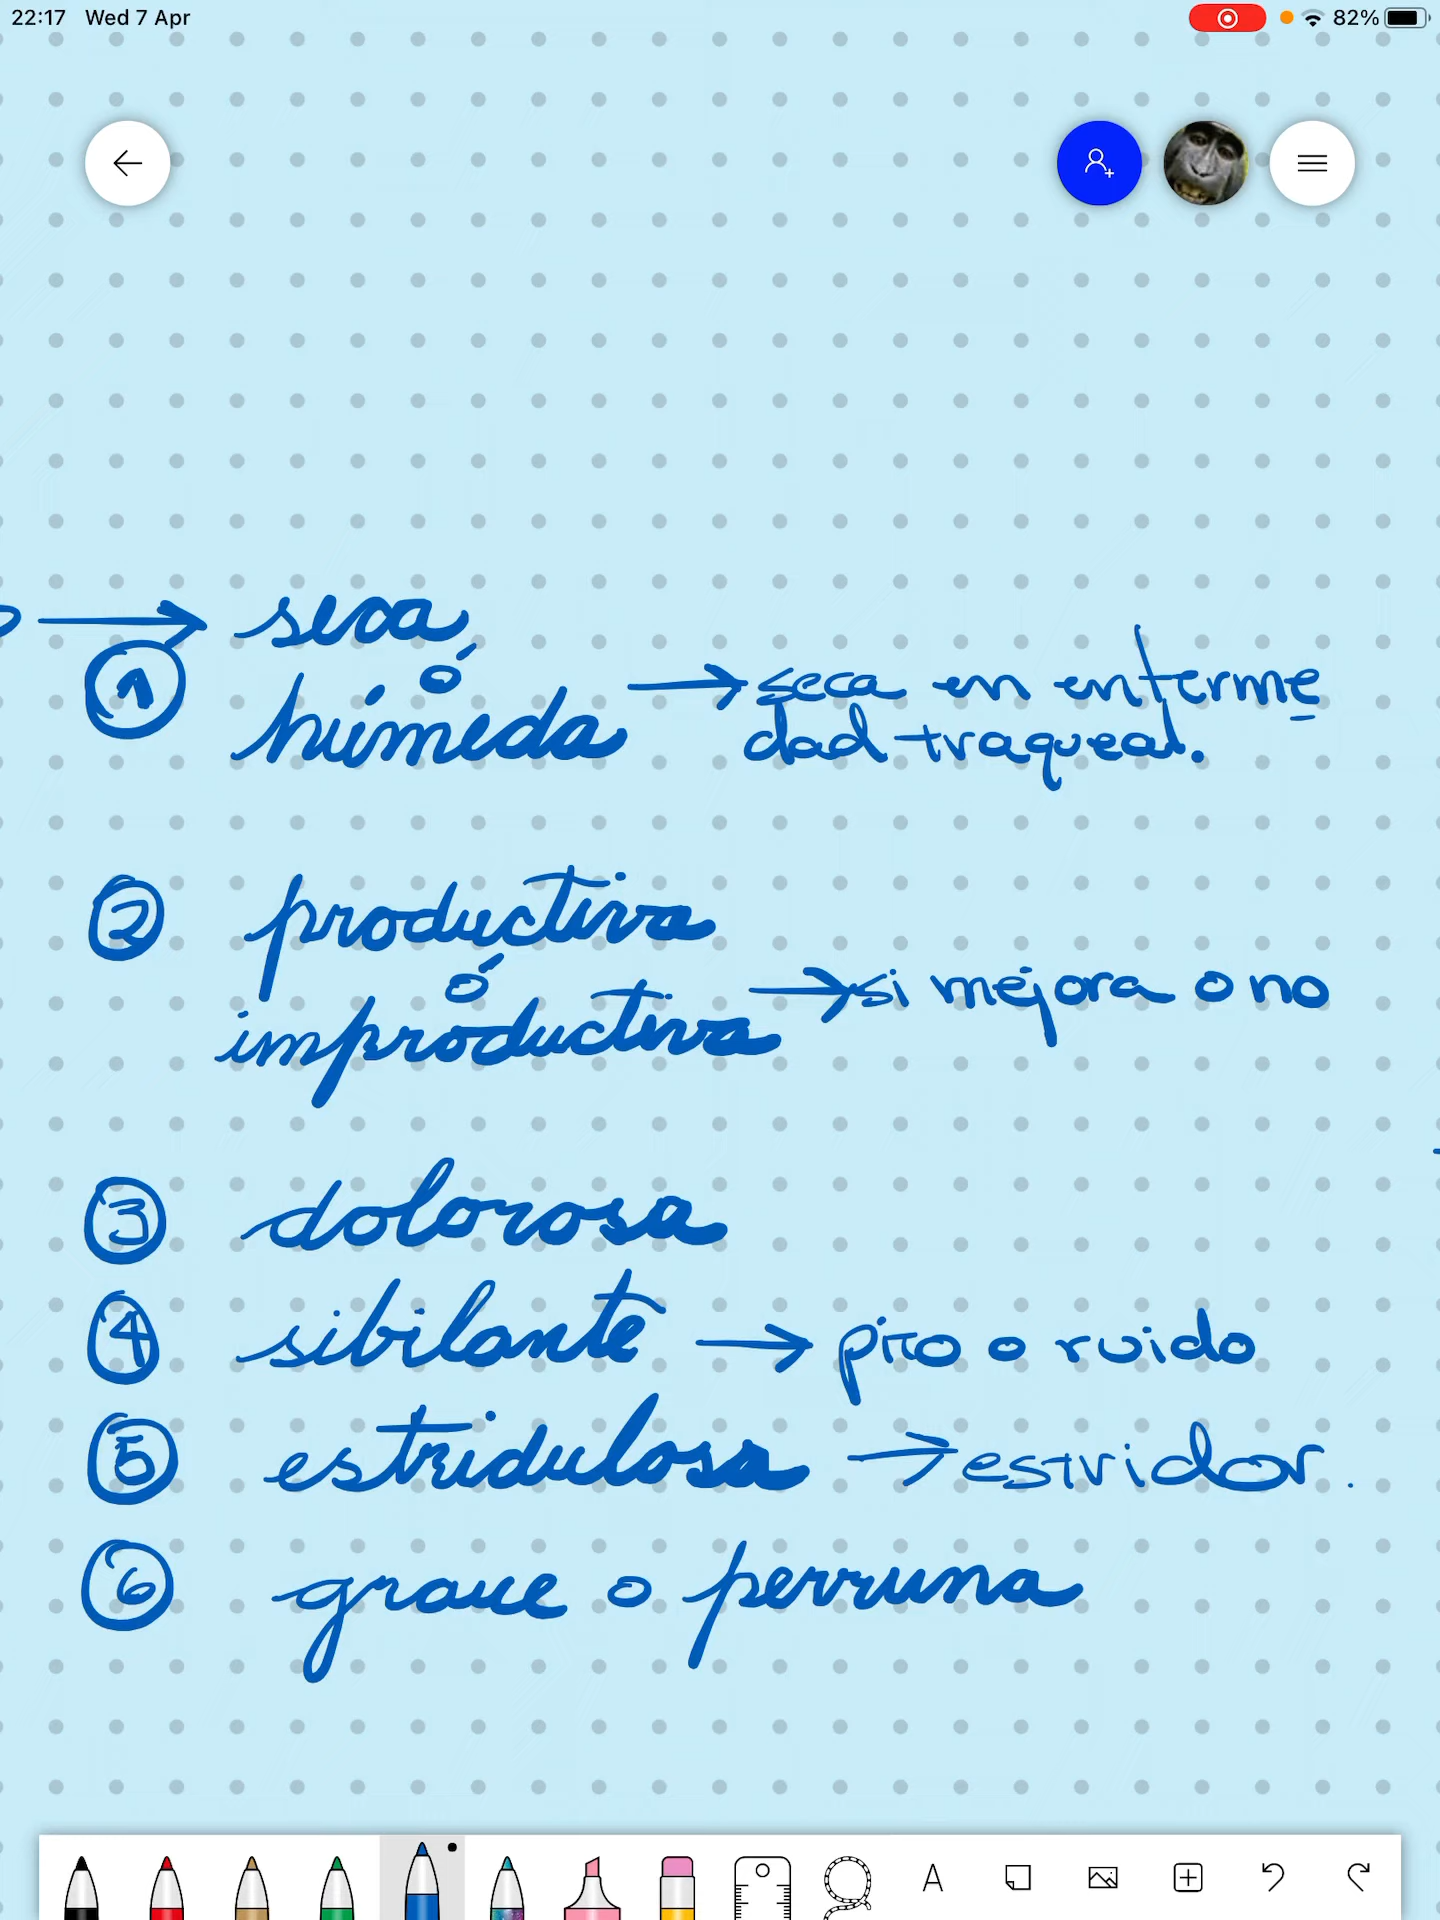 22:17 Wed 7 Apr 82%
→ seca
①
ó
húmeda → seca en enferme
dad traqueal.
② productiva
ó
improductiva → si mejora o no
③ dolorosa
④ sibilante → pito o ruido
⑤ estridulosa → estridor.
⑥ grave o perruna
A